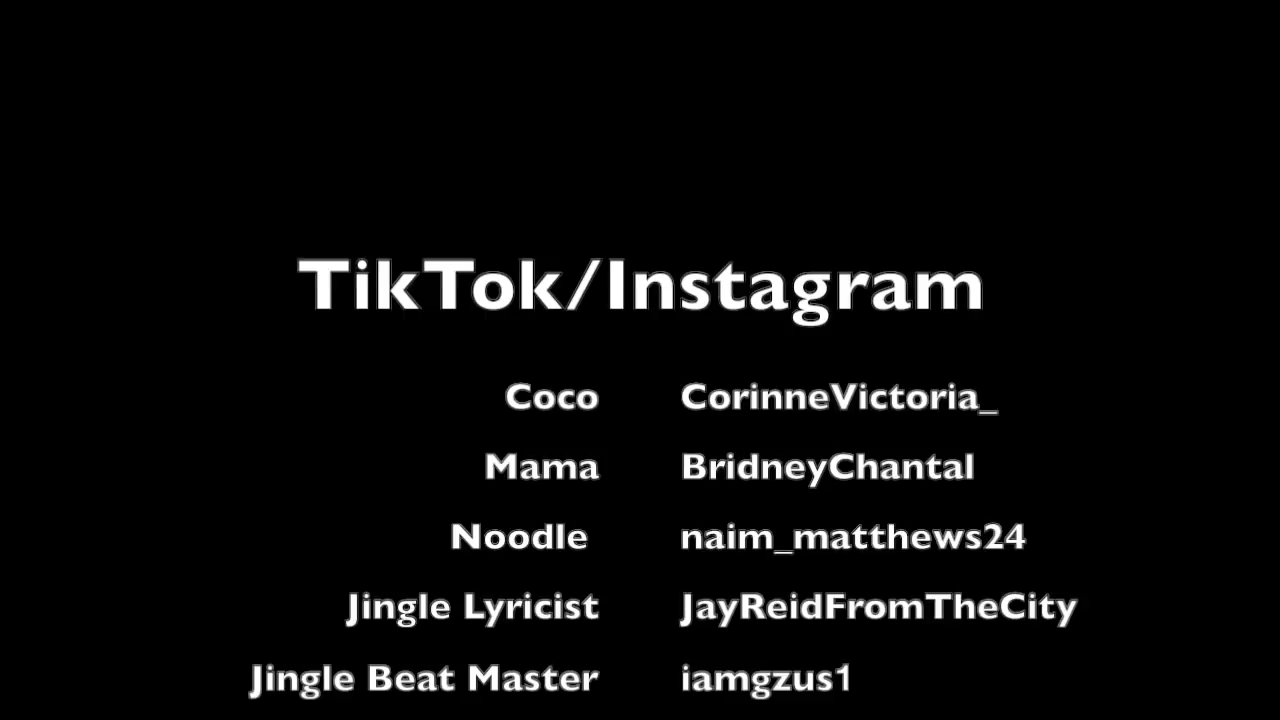 TikTok/Instagram
Coco CorinneVictoria_
Mama BridneyChantal
Noodle naim_matthews24
Jingle Lyricist JayReidFromTheCity
Jingle Beat Master iamgzus1